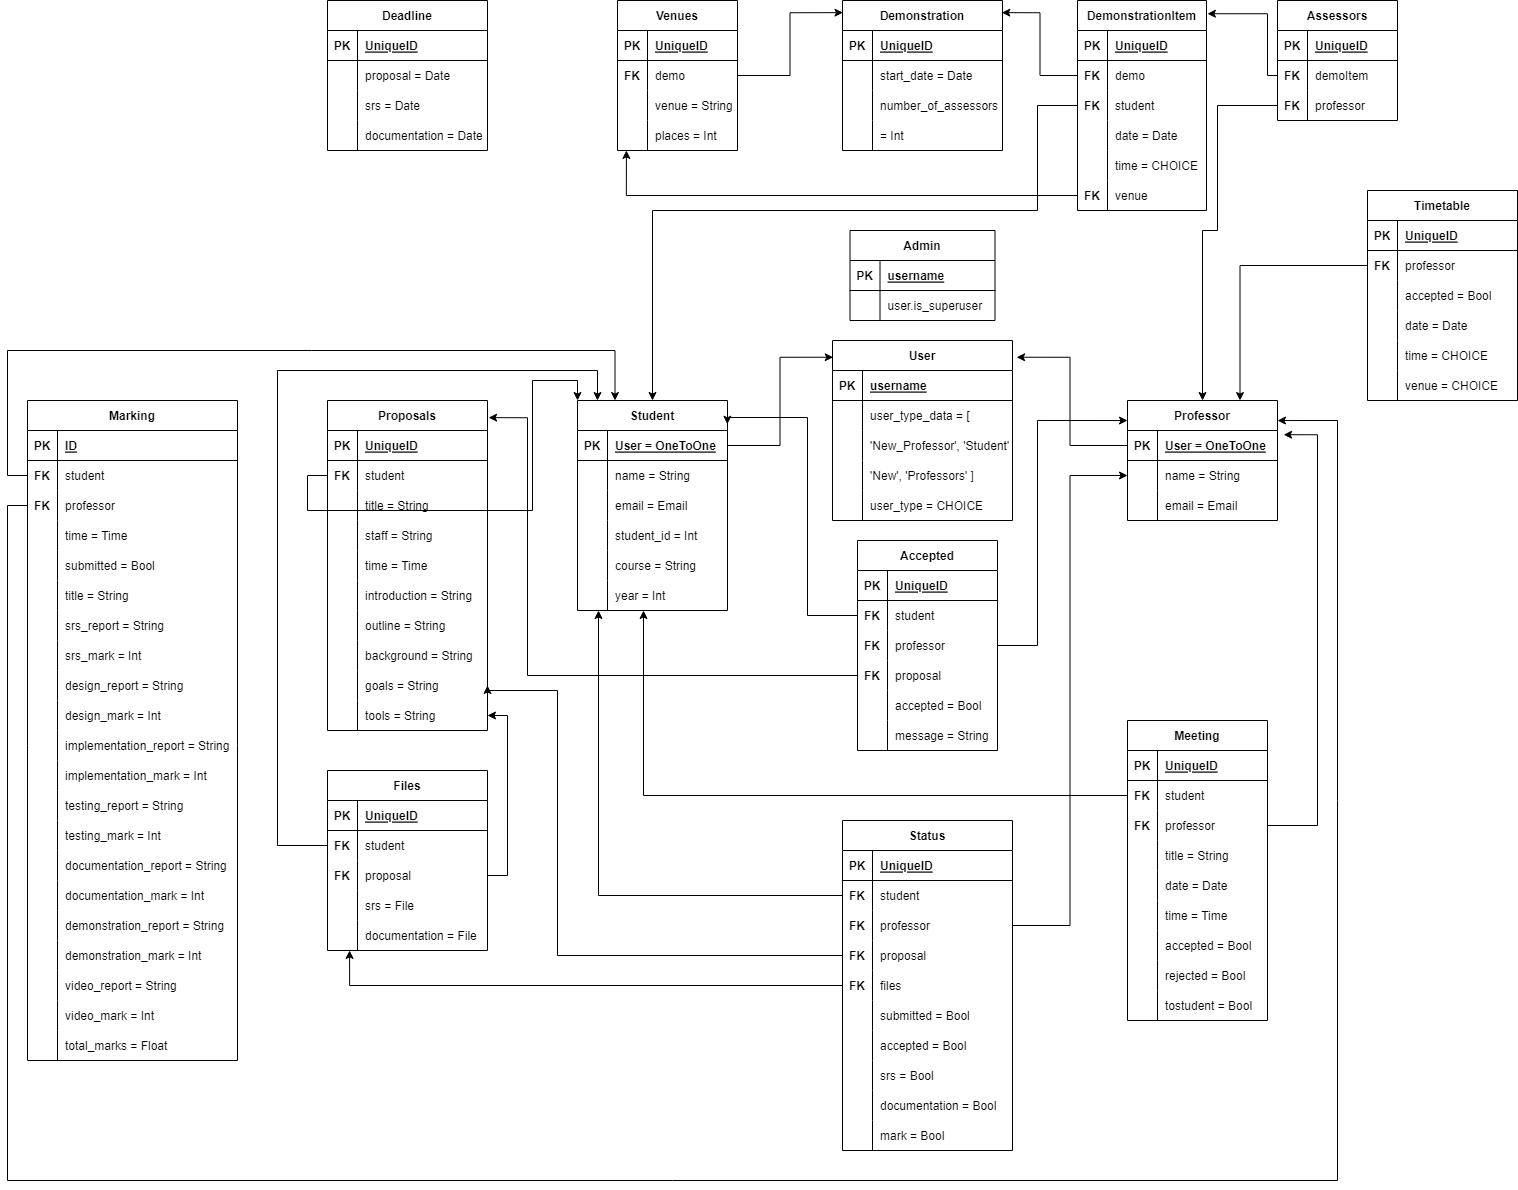 Deadline
PK UniqueID
proposal = Date
srs = Date
documentation = Date
Venues
PK UniqueID
FK demo
venue = String
places = Int
Demonstration
PK UniqueID
start_date = Date
number_of_assessors
= Int
DemonstrationItem
PK UniqueID
FK demo
FK student
date = Date
time = CHOICE
FK venue
Assessors
PK UniqueID
FK demoItem
FK professor
Timetable
PK UniqueID
FK professor
accepted = Bool
date = Date
time = CHOICE
venue = CHOICE
Admin
PK username
user.is_superuser
User
PK username
user_type_data = [
'New_Professor', 'Student'
'New', 'Professors' ]
user_type = CHOICE
Marking
PK ID
FK student
FK professor
time = Time
submitted = Bool
title = String
srs_report = String
srs_mark = Int
design_report = String
design_mark = Int
implementation_report = String
implementation_mark = Int
testing_report = String
testing_mark = Int
documentation_report = String
documentation_mark = Int
demonstration_report = String
demonstration_mark = Int
video_report = String
video_mark = Int
total_marks = Float
Proposals
PK UniqueID
FK student
title = String
staff = String
time = Time
introduction = String
outline = String
background = String
goals = String
tools = String
Student
PK User = OneToOne
name = String
email = Email
student_id = Int
course = String
year = Int
Professor
PK User = OneToOne
name = String
email = Email
Accepted
PK UniqueID
FK student
FK professor
FK proposal
accepted = Bool
message = String
Files
PK UniqueID
FK student
FK proposal
srs = File
documentation = File
Status
PK UniqueID
FK student
FK professor
FK proposal
FK files
submitted = Bool
accepted = Bool
srs = Bool
documentation = Bool
mark = Bool
Meeting
PK UniqueID
FK student
FK professor
title = String
date = Date
time = Time
accepted = Bool
rejected = Bool
tostudent = Bool